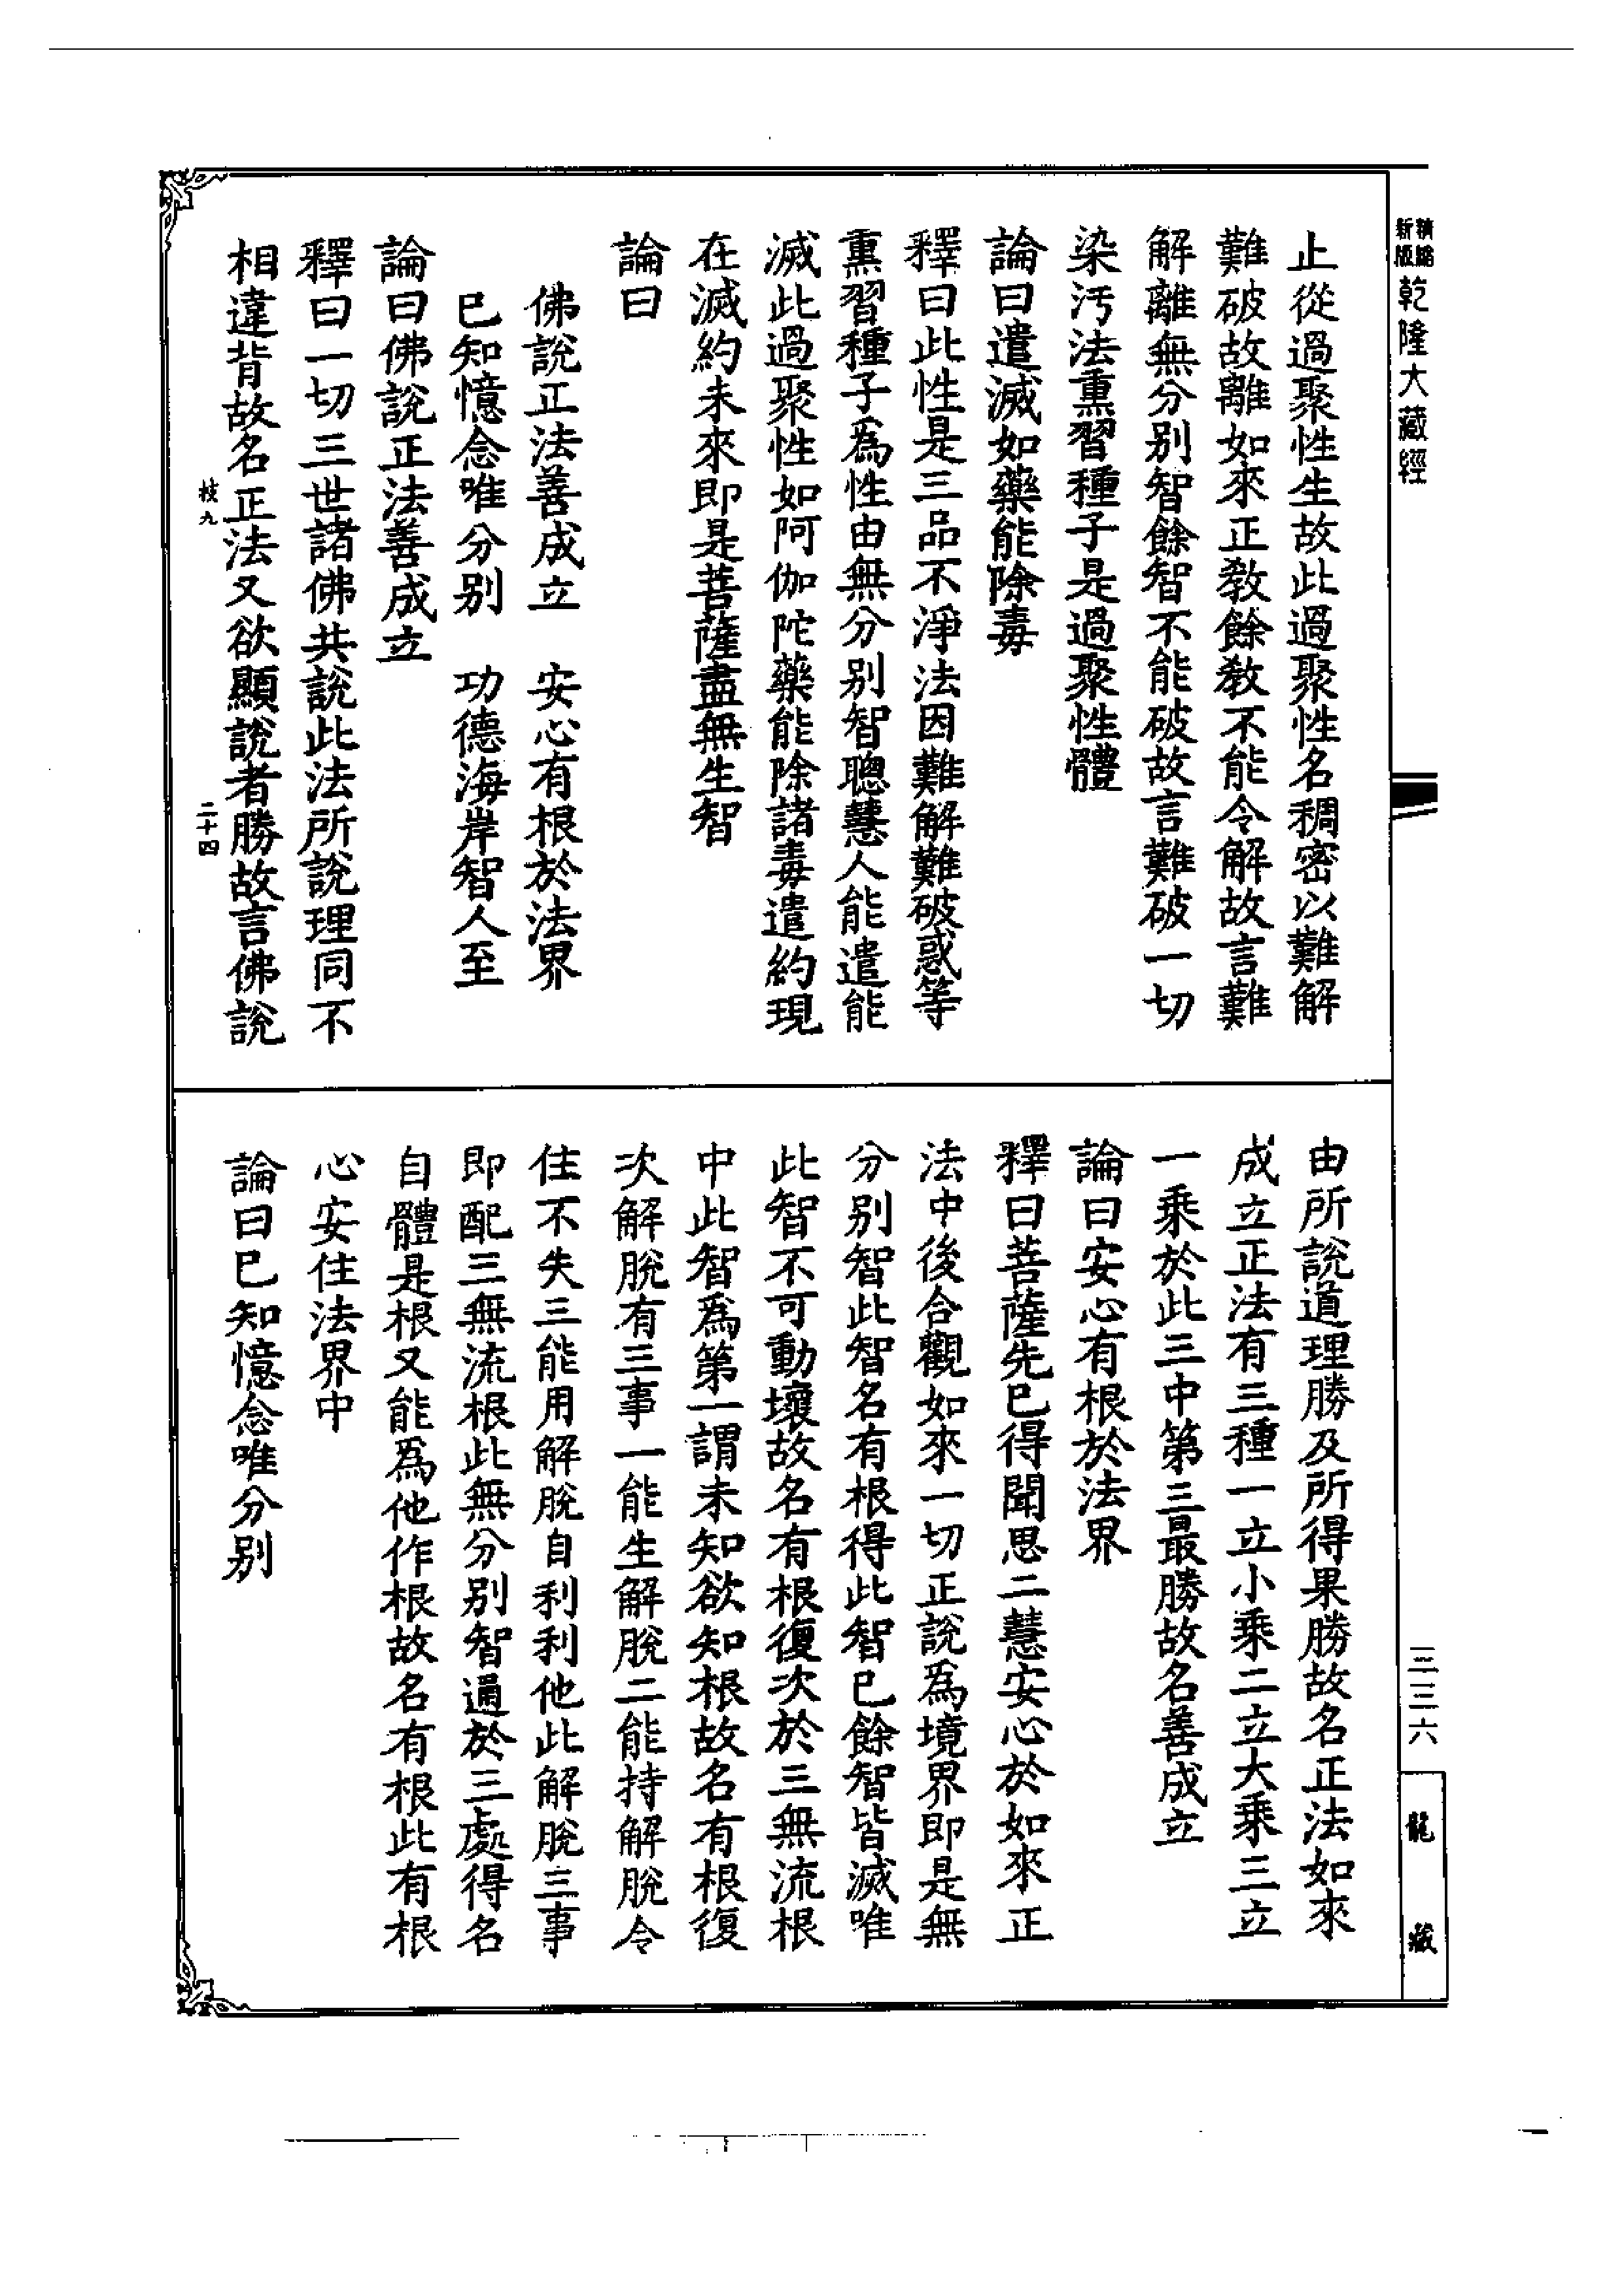 精縮新版乾隆大藏經
止從過聚性生故此過聚性名稠密以難解
難破故離如來正教餘教不能令解故言難
解離無分别智餘智不能破故言難破一切
染污法熏習種子是過聚性體
論曰遣滅如藥能除毒
釋曰此性是三品不淨法因難解難破惑等
熏習種子為性由無分别智聰慧人能遣能
滅此過聚性如阿伽陀藥能除諸毒遣約現
在滅約未來即是菩薩盡無生智
論曰
佛說正法善成立　安心有根於法界
已知憶念唯分别　功德海岸智人至
論曰佛說正法善成立
釋曰一切三世諸佛共說此法所說理同不
相違背故名正法又欲顯說者勝故言佛說
枝九　二十四
由所說道理勝及所得果勝故名正法如來
成立正法有三種一立小乘二立大乘三立
一乘於此三中第三最勝故名善成立
論曰安心有根於法界
釋曰菩薩先已得聞思二慧安心於如來正
法中後合觀如來一切正說為境界即是無
分别智此智名有根得此智已餘智皆滅唯
此智不可動壞故名有根復次於三無流根
中此智為第一謂未知欲知根故名有根復
次解脫有三事一能生解脫二能持解脫令
住不失三能用解脫自利利他此解脫三事
即配三無流根此無分别智通於三處得名
自體是根又能為他作根故名有根此有根
心安住法界中
論曰已知憶念唯分别
三三六
龍藏